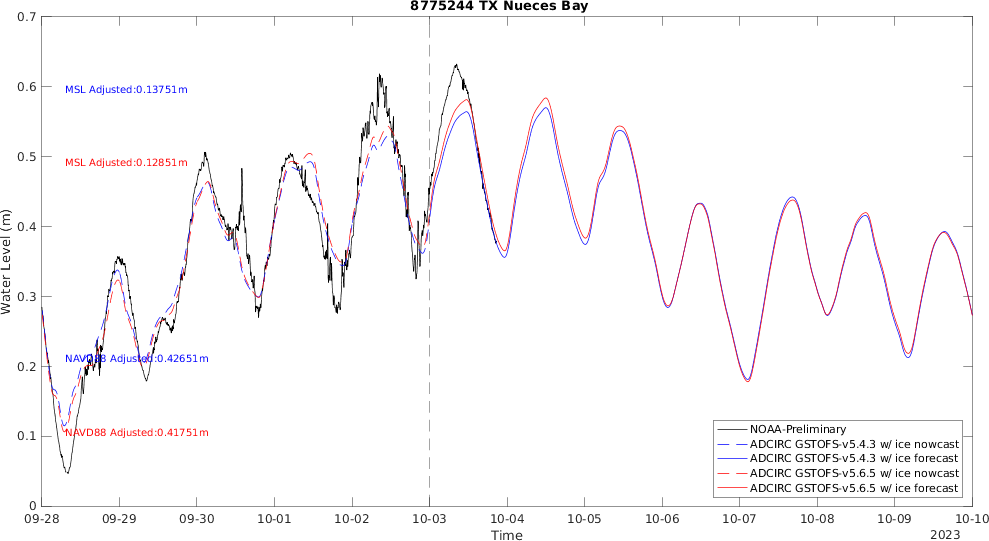 8775244 TX Nueces Bay
Water Level (m)
0.7
0.6
0.5
0.4
0.3
0.2
0.1
0
MSL Adjusted:0.13751m
MSL Adjusted:0.12851m
NAVD88 Adjusted:0.42651m
NAVD88 Adjusted:0.41751m
NOAA-Preliminary
ADCIRC GSTOFS-v5.4.3 w/ ice nowcast
ADCIRC GSTOFS-v5.4.3 w/ ice forecast
ADCIRC GSTOFS-v5.6.5 w/ ice nowcast
ADCIRC GSTOFS-v5.6.5 w/ ice forecast
09-28 09-29 09-30 10-01 10-02 10-03 10-04 10-05 10-06 10-07 10-08 10-09 10-10
Time
2023